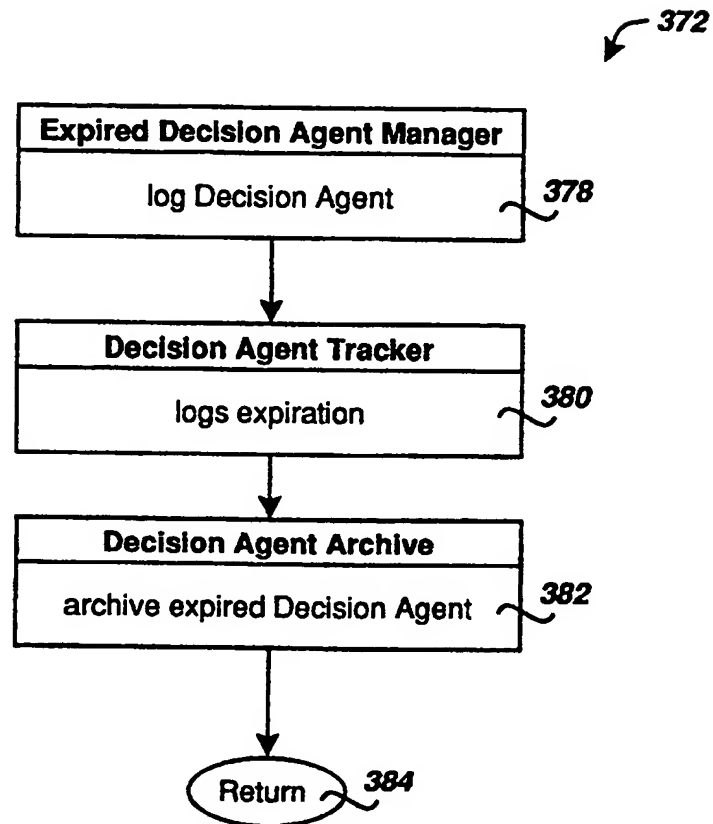 372
Expired Decision Agent Manager
log Decision Agent
378
Decision Agent Tracker
logs expiration
380
Decision Agent Archive
archive expired Decision Agent
382
Return
384